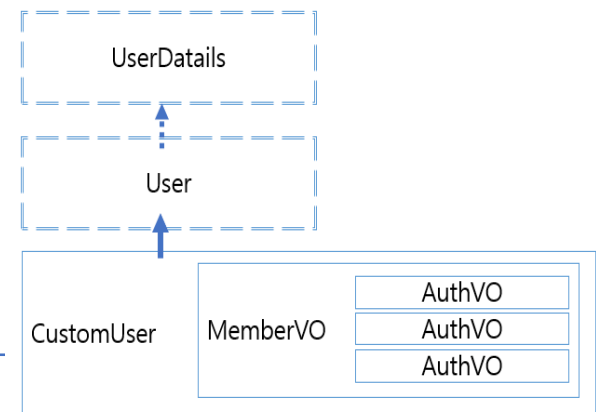 UserDatails
User
CustomUser
MemberVO
AuthVO
AuthVO
AuthVO